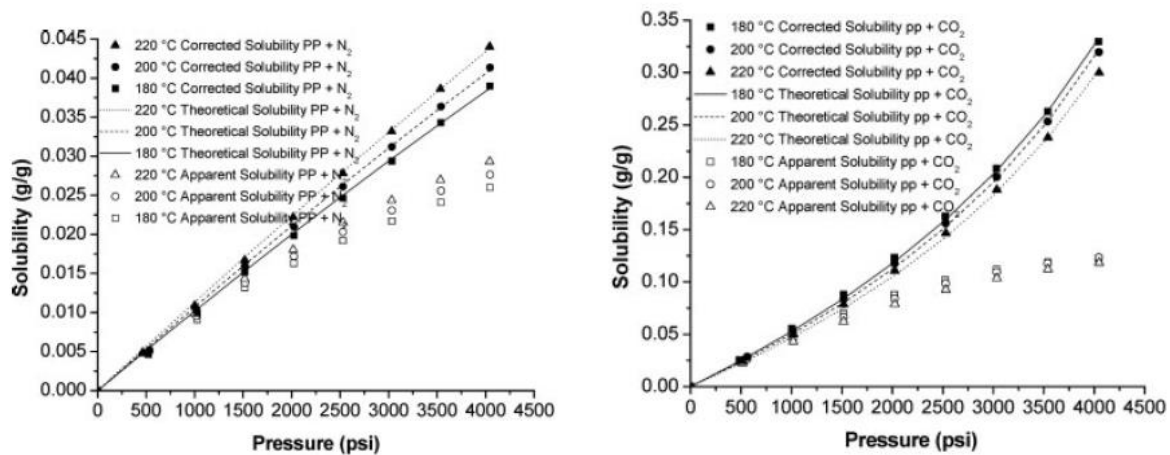 0.045
0.040
0.035
0.030
0.025
0.020
0.015
0.010
0.005
0.000
Solubility (g/g)
220 °C Corrected Solubility PP + N₂
200 °C Corrected Solubility PP + N₂
180 °C Corrected Solubility PP + N₂
220 °C Theoretical Solubility PP + N₂
200 °C Theoretical Solubility PP + N₂
180 °C Theoretical Solubility PP + N₂
220 °C Apparent Solubility PP + N₂
200 °C Apparent Solubility PP + N₂
180 °C Apparent Solubility PP + N₂
0 500 1000 1500 2000 2500 3000 3500 4000 4500
Pressure (psi)
0.35
0.30
0.25
0.20
0.15
0.10
0.05
0.00
Solubility (g/g)
180 °C Corrected Solubility pp + CO₂
200 °C Corrected Solubility pp + CO₂
220 °C Corrected Solubility pp + CO₂
180 °C Theoretical Solubility pp + CO₂
200 °C Theoretical Solubility pp + CO₂
220 °C Theoretical Solubility pp + CO₂
180 °C Apparent Solubility pp + CO₂
200 °C Apparent Solubility pp + CO₂
220 °C Apparent Solubility pp + CO₂
0 500 1000 1500 2000 2500 3000 3500 4000 4500
Pressure (psi)